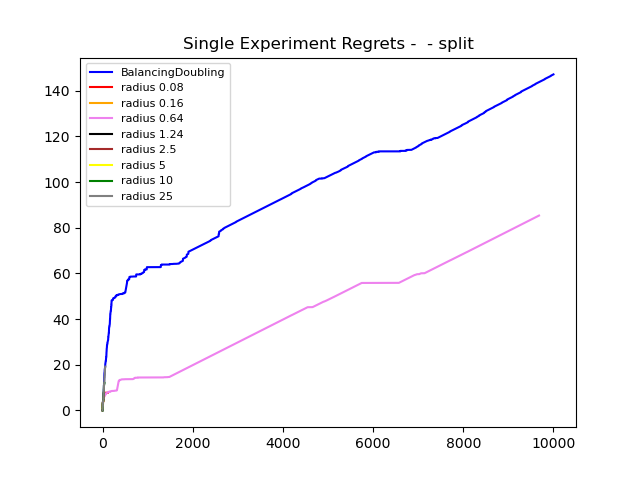 Single Experiment Regrets -  - split
BalancingDoubling
radius 0.08
radius 0.16
radius 0.64
radius 1.24
radius 2.5
radius 5
radius 10
radius 25
140
120
100
80
60
40
20
0
0 2000 4000 6000 8000 10000